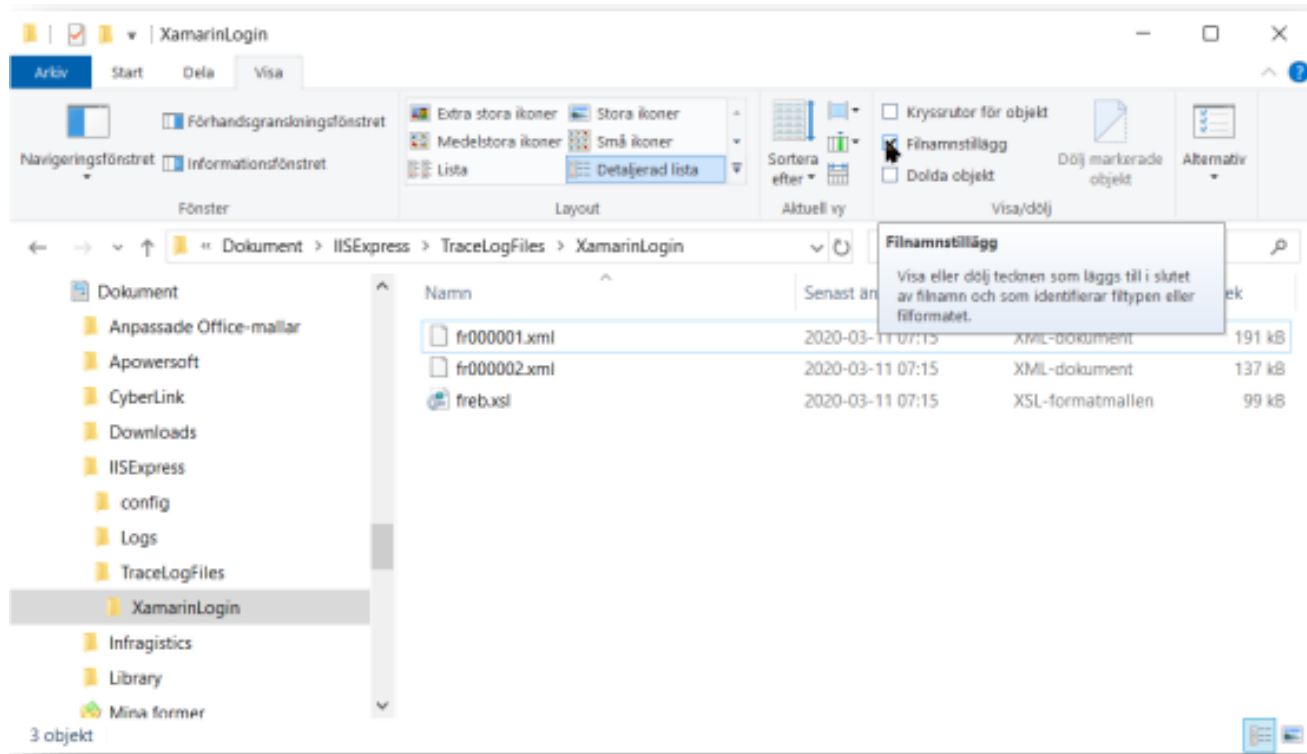 XamarinLogin
Arkiv Start Dela Visa
Navigeringsfönstret
Förhandsgranskningsfönstret
Informationsfönstret
Fönster
Extra stora ikoner Stora ikoner
Medelstora ikoner Små ikoner
Lista Detaljerad lista
Layout
Sortera
efter
Aktuell vy
Kryssrutor för objekt
Filnamnstillägg
Dolda objekt
Dölj markerade
objekt
Visa/dölj
Alternativ
« Dokument > IISExpress > TraceLogFiles > XamarinLogin
Filnamnstillägg
Visa eller dölj tecknen som läggs till i slutet
av filnamn och som identifierar filtypen eller
filformatet.
Dokument
Anpassade Office-mallar
Apowersoft
CyberLink
Downloads
IISExpress
config
Logs
TraceLogFiles
XamarinLogin
Infragistics
Library
Mina former
Namn Senast än ek
fr000001.xml 2020-03-11 07:15 XML-dokument 191 kB
fr000002.xml 2020-03-11 07:15 XML-dokument 137 kB
freb.xsl 2020-03-11 07:15 XSL-formatmallen 99 kB
3 objekt